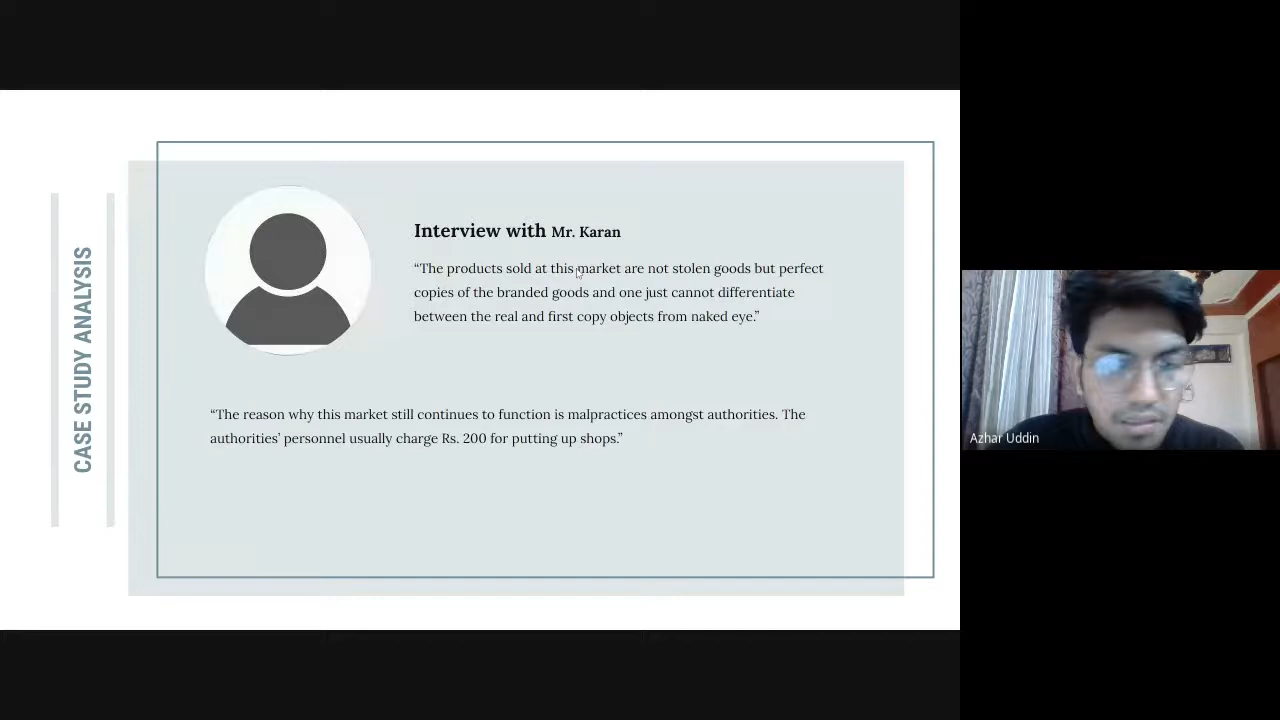 CASE STUDY ANALYSIS
Interview with Mr. Karan
“The products sold at this market are not stolen goods but perfect
copies of the branded goods and one just cannot differentiate
between the real and first copy objects from naked eye.”
“The reason why this market still continues to function is malpractices amongst authorities. The
authorities’ personnel usually charge Rs. 200 for putting up shops.”
Azhar Uddin